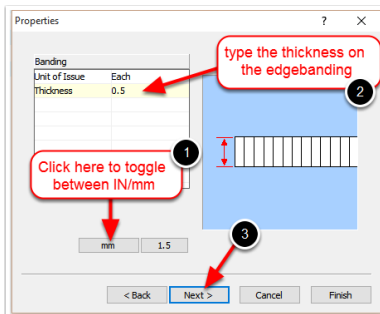 Properties
? X
Banding
Unit of Issue Each
Thickness 0.5
type the thickness on
the edgebanding
2
1
Click here to toggle
between IN/mm
mm 1.5
3
< Back Next > Cancel Finish